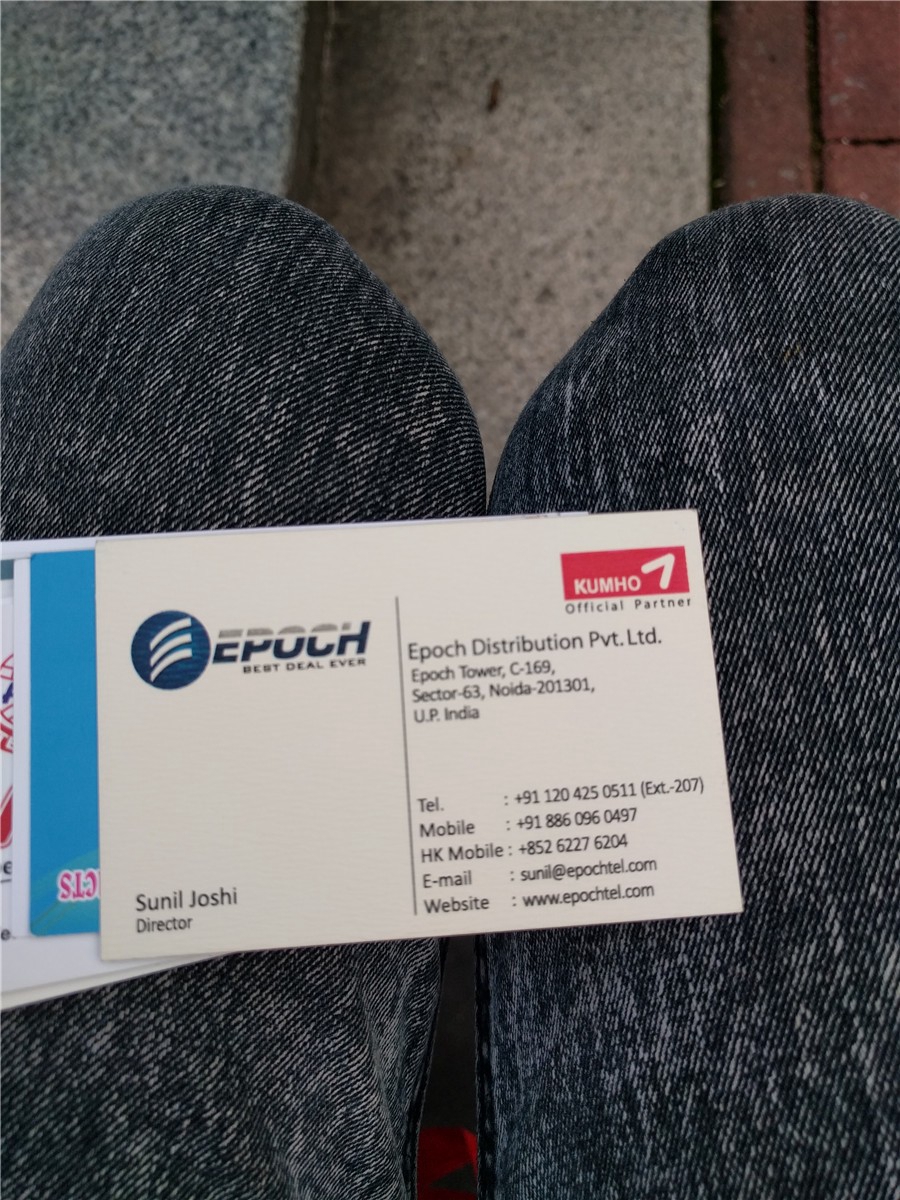 KUMHO
Official Partner
EPOCH
BEST DEAL EVER
Epoch Distribution Pvt. Ltd.
Epoch Tower, C-169,
Sector-63, Noida-201301,
U.P. India
Tel. : +91 120 425 0511 (Ext.-207)
Mobile : +91 886 096 0497
HK Mobile : +852 6227 6204
E-mail : sunil@epochtel.com
Website : www.epochtel.com
Sunil Joshi
Director